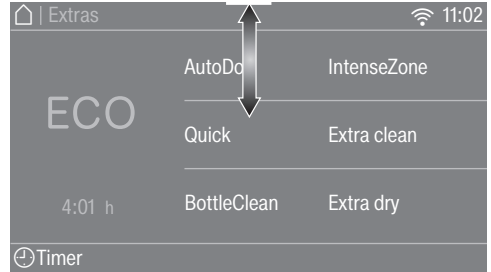 | Extras 11:02
AutoDo IntenseZone
ECO
Quick Extra clean
4:01 h BottleClean Extra dry
Timer